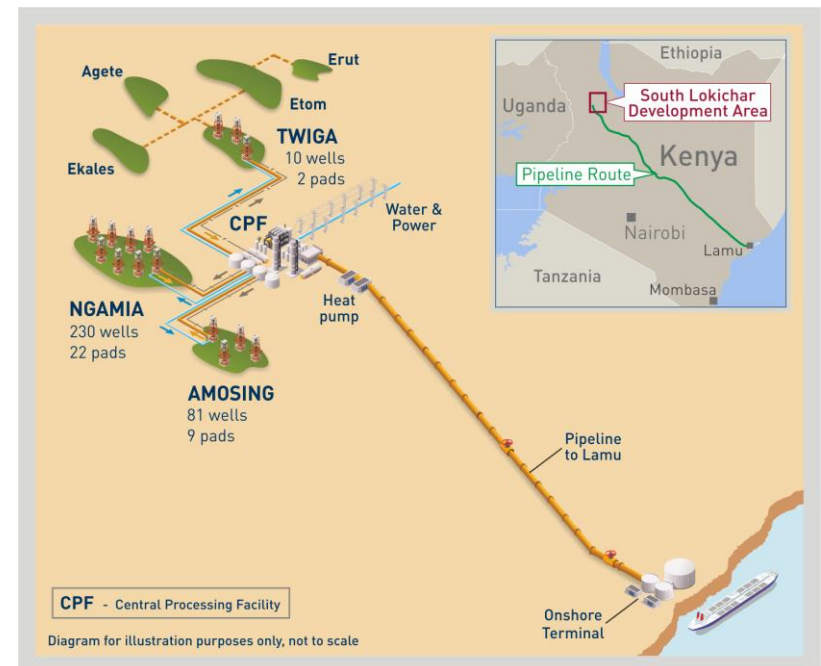 Agete
Erut
Etom
Ekales
TWIGA
10 wells
2 pads
CPF
Water &
Power
Heat
pump
NGAMIA
230 wells
22 pads
AMOSING
81 wells
9 pads
Pipeline
to Lamu
Onshore
Terminal
CPF - Central Processing Facility
Diagram for illustration purposes only, not to scale
Ethiopia
Uganda
South Lokichar
Development Area
Kenya
Pipeline Route
Nairobi
Lamu
Tanzania
Mombasa